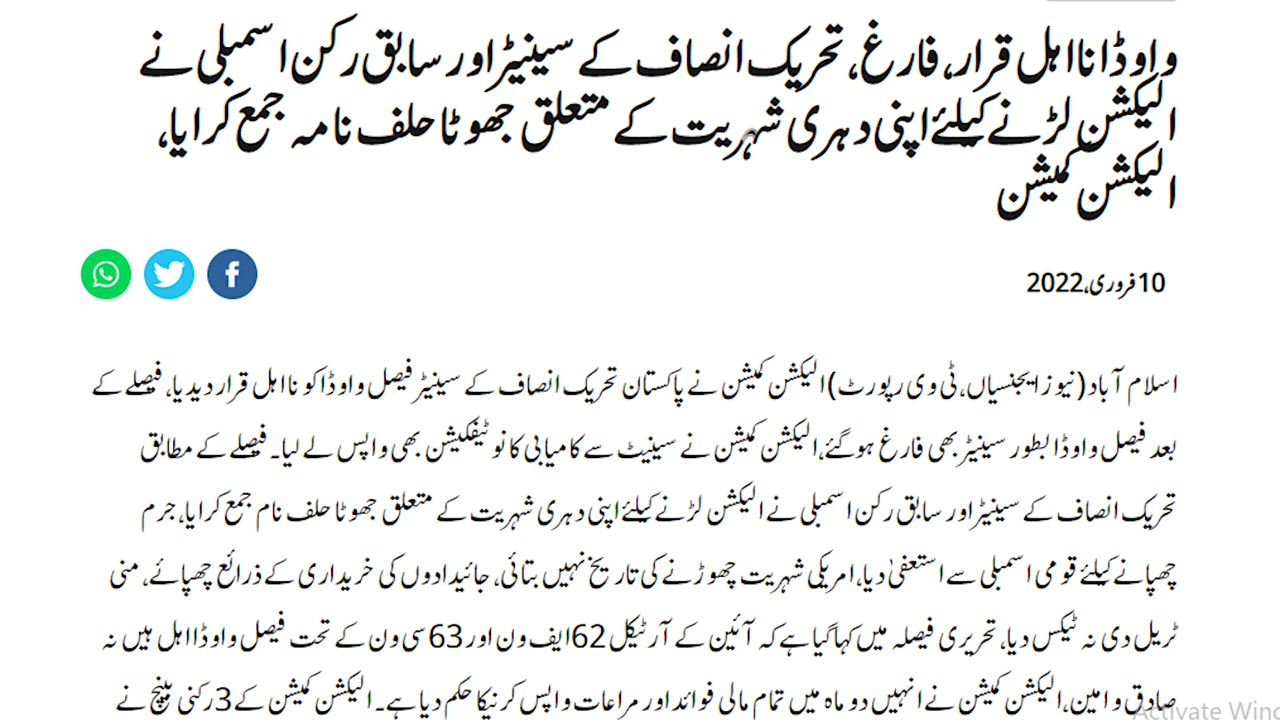 واوڈا نااہل قرار، فارغ، تحریک انصاف کے سینیٹر اور سابق رکن اسمبلی نے
الیکشن لڑنے کیلئے اپنی دہری شہریت کے متعلق جھوٹا حلف نامہ جمع کرایا،
الیکشن کمیشن
10 فروری، 2022
اسلام آباد(نیوز ایجنسیاں، ٹی وی رپورٹ) الیکشن کمیشن نے پاکستان تحریک انصاف کے سینیٹر فیصل واوڈا کو نااہل قرار دیدیا، فیصلے کے
بعد فیصل واوڈا بطور سینیٹر بھی فارغ ہوگئے،الیکشن کمیشن نے سینیٹ سے کامیابی کا نوٹیفکیشن بھی واپس لے لیا۔ فیصلے کے مطابق
تحریک انصاف کے سینیٹر اور سابق رکن اسمبلی نے الیکشن لڑنے کیلئے اپنی دہری شہریت کے متعلق جھوٹا حلف نام جمع کرایا، جرم
چھپانے کیلئے قومی اسمبلی سے استعفیٰ دیا، امریکی شہریت چھوڑنے کی تاریخ نہیں بتائی، جائیدادوں کی خریداری کے ذرائع چھپائے، منی
ٹریل دی نہ ٹیکس دیا، تحریری فیصلہ میں کہا گیا ہے کہ آئین کے آرٹیکل 62ایف ون اور 63سی ون کے تحت فیصل واوڈا اہل ہیں نہ
صادق و امین،الیکشن کمیشن نے انہیں دو ماہ میں تمام مالی فوائد اور مراعات واپس کرنیکا حکم دیا ہے۔ الیکشن کمیشن کے 3 رکنی بینچ نے
Activate Wind